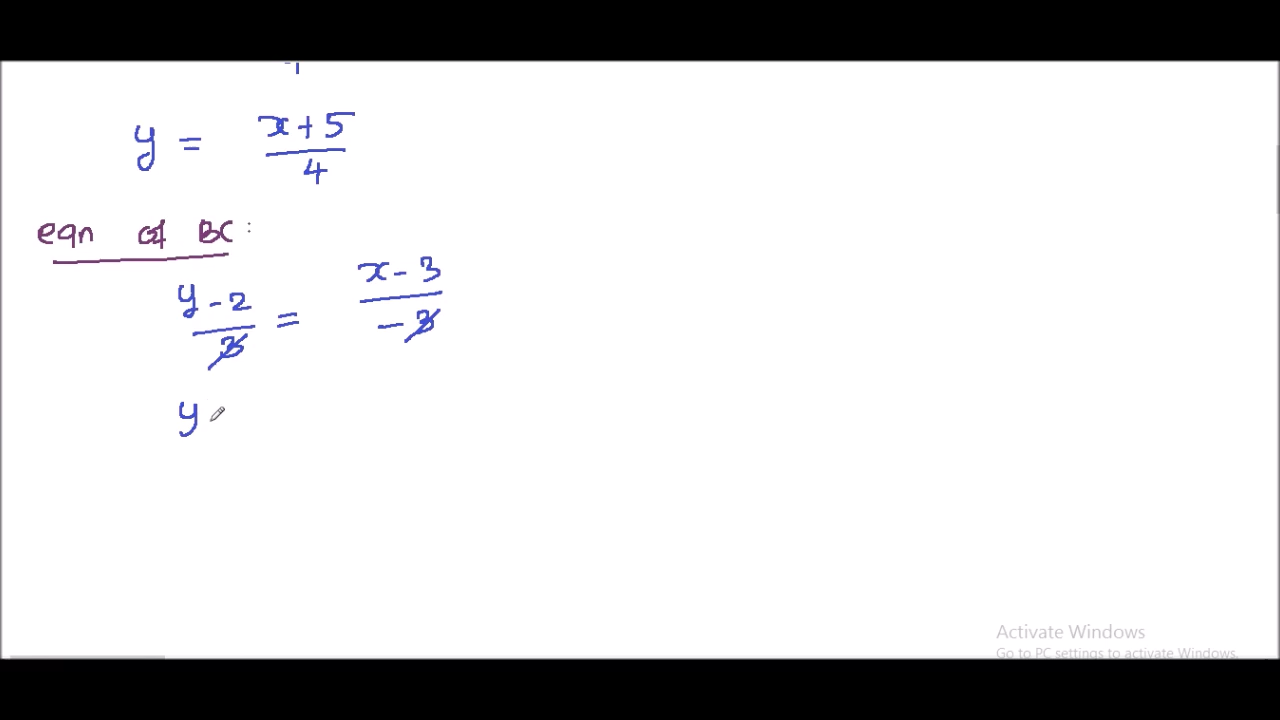 y = x + 5
4
eqn of BC :
y - 2 = x - 3
3 - 3
y
Activate Windows
Go to PC settings to activate Windows.